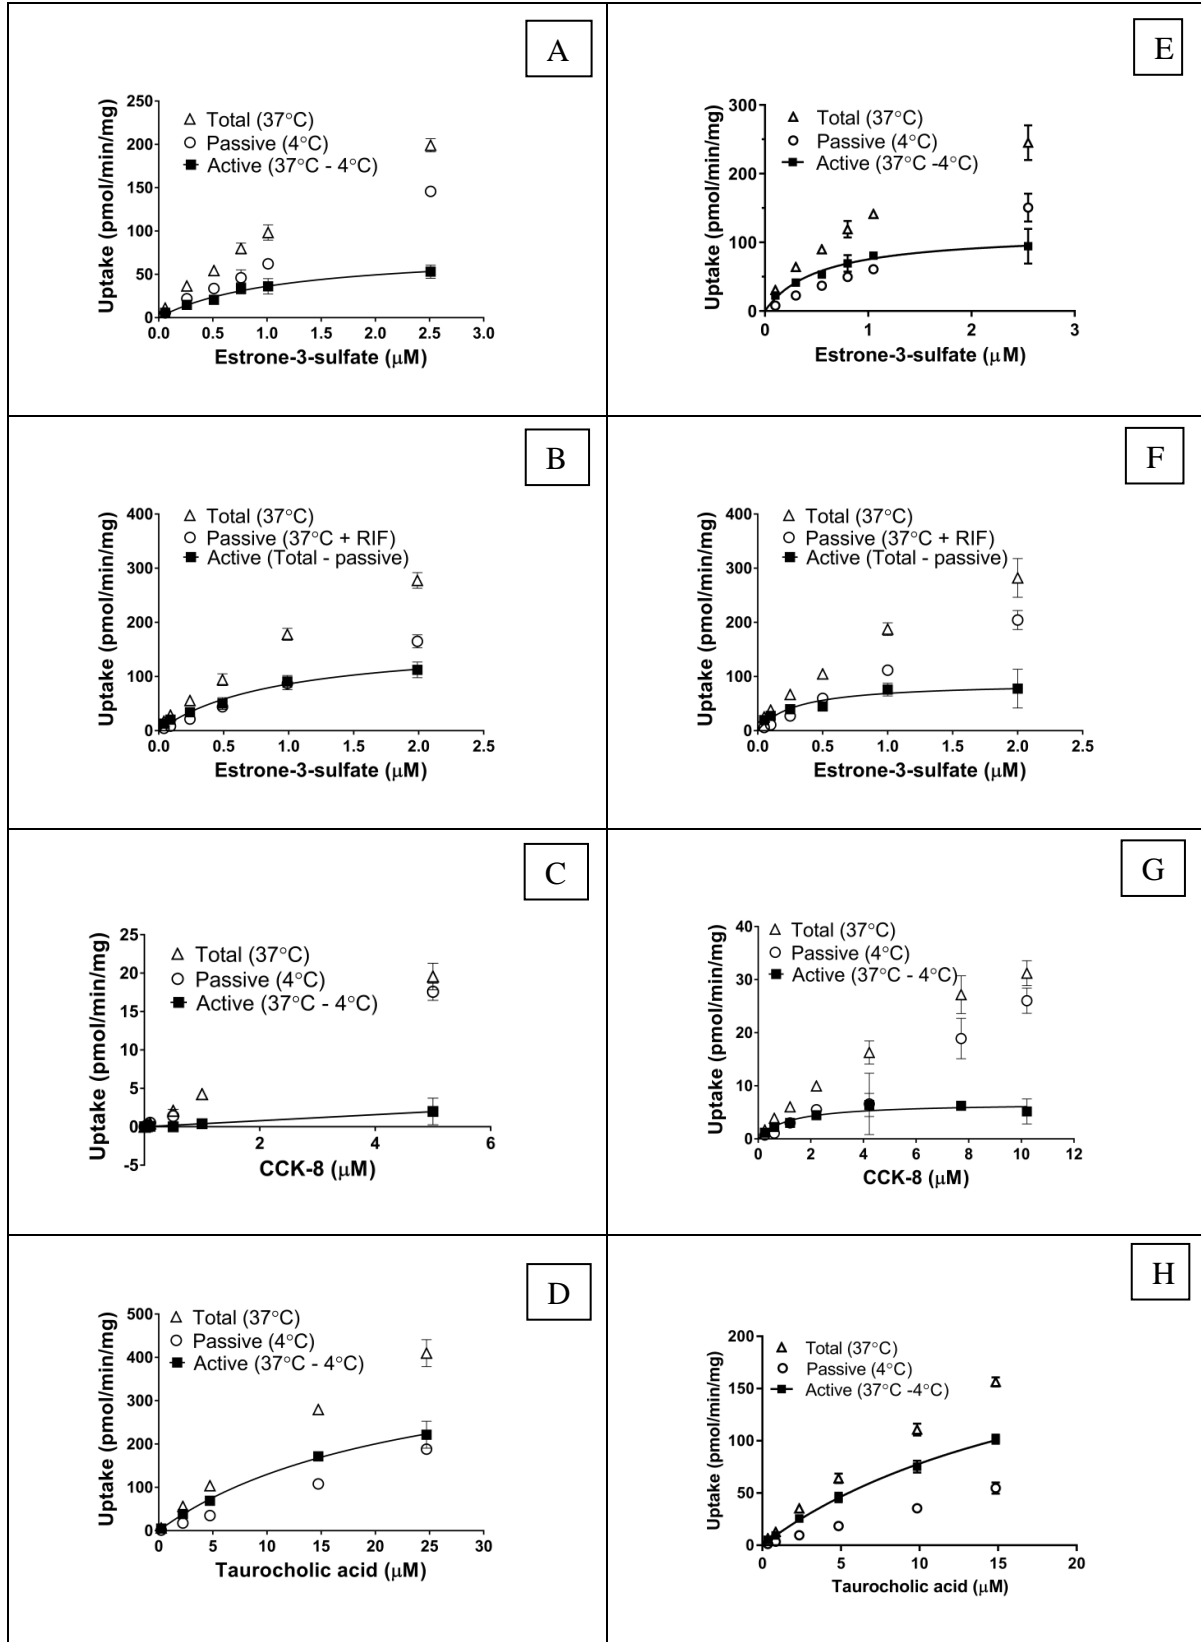 A
Uptake (pmol/min/mg)
250
200
150
100
50
0
Total (37°C)
Passive (4°C)
Active (37°C - 4°C)
0.0 0.5 1.0 1.5 2.0 2.5 3.0
Estrone-3-sulfate (µM)
E
Uptake (pmol/min/mg)
300
200
100
0
Total (37°C)
Passive (4°C)
Active (37°C -4°C)
0 1 2 3
Estrone-3-sulfate (µM)
B
Uptake (pmol/min/mg)
400
300
200
100
0
Total (37°C)
Passive (37°C + RIF)
Active (Total - passive)
0.0 0.5 1.0 1.5 2.0 2.5
Estrone-3-sulfate (µM)
F
Uptake (pmol/min/mg)
400
300
200
100
0
Total (37°C)
Passive (37°C + RIF)
Active (Total - passive)
0.0 0.5 1.0 1.5 2.0 2.5
Estrone-3-sulfate (µM)
C
Uptake (pmol/min/mg)
25
20
15
10
5
0
-5
Total (37°C)
Passive (4°C)
Active (37°C - 4°C)
2 4 6
CCK-8 (µM)
G
Uptake (pmol/min/mg)
40
30
20
10
0
Total (37°C)
Passive (4°C)
Active (37°C - 4°C)
0 2 4 6 8 10 12
CCK-8 (µM)
D
Uptake (pmol/min/mg)
500
400
300
200
100
0
Total (37°C)
Passive (4°C)
Active (37°C - 4°C)
0 5 10 15 20 25 30
Taurocholic acid (µM)
H
Uptake (pmol/min/mg)
200
150
100
50
0
Total (37°C)
Passive (4°C)
Active (37°C -4°C)
0 5 10 15 20
Taurocholic acid (µM)